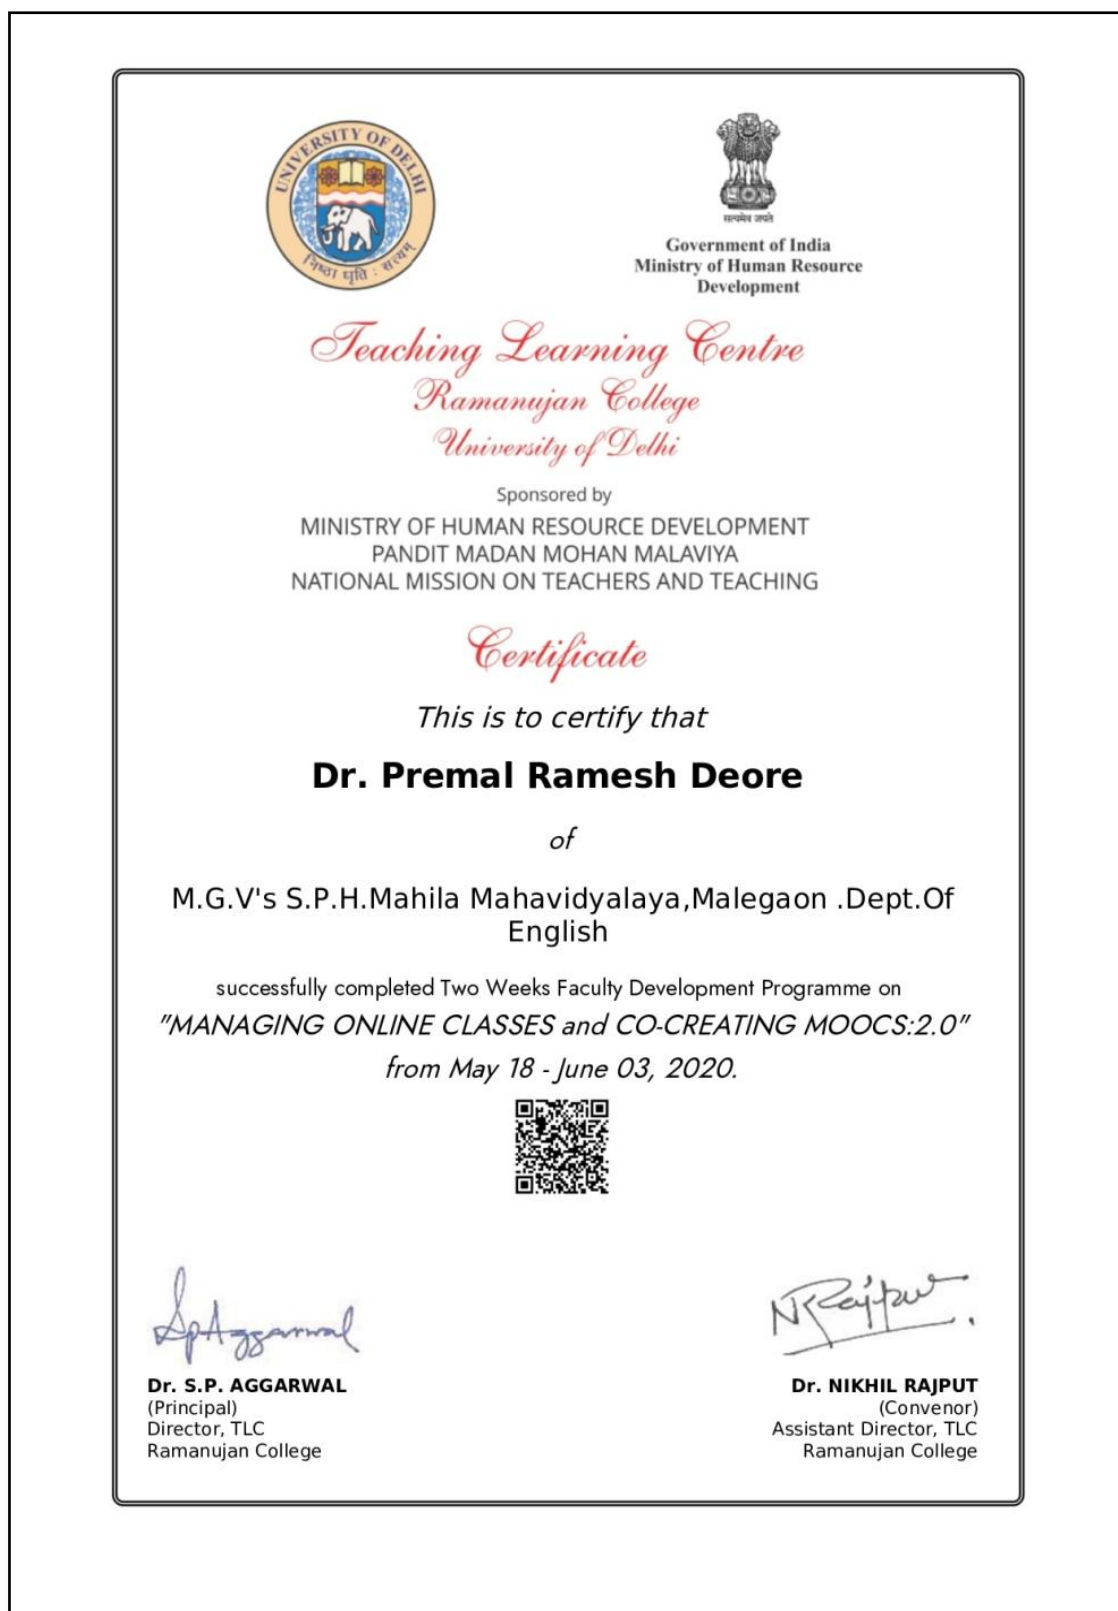 UNIVERSITY OF DELHI
निष्ठा धृति : सत्यम्
सत्यमेव जयते
Government of India
Ministry of Human Resource
Development
Teaching Learning Centre
Ramanujan College
University of Delhi
Sponsored by
MINISTRY OF HUMAN RESOURCE DEVELOPMENT
PANDIT MADAN MOHAN MALAVIYA
NATIONAL MISSION ON TEACHERS AND TEACHING
Certificate
This is to certify that
Dr. Premal Ramesh Deore
of
M.G.V's S.P.H.Mahila Mahavidyalaya,Malegaon .Dept.Of
English
successfully completed Two Weeks Faculty Development Programme on
"MANAGING ONLINE CLASSES and CO-CREATING MOOCS:2.0"
from May 18 - June 03, 2020.
SpAggarwal
NRajput
Dr. S.P. AGGARWAL
(Principal)
Director, TLC
Ramanujan College
Dr. NIKHIL RAJPUT
(Convenor)
Assistant Director, TLC
Ramanujan College